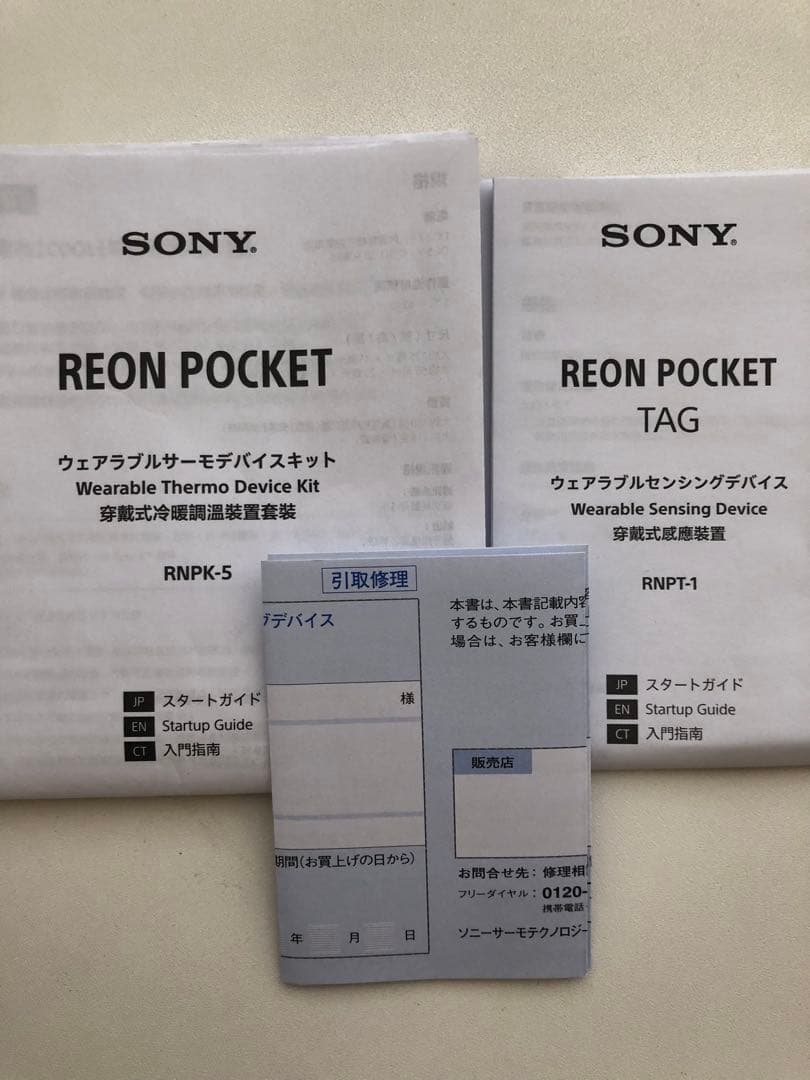 SONY®
REON POCKET
ウェアラブルサーモデバイスキット
Wearable Thermo Device Kit
穿戴式冷暖調溫裝置套裝
RNPK-5
JP スタートガイド
EN Startup Guide
CT 入門指南
SONY®
REON POCKET
TAG
ウェアラブルセンシングデバイス
Wearable Sensing Device
穿戴式感應裝置
RNPT-1
JP スタートガイド
EN Startup Guide
CT 入門指南
引取修理
グデバイス
様
期間(お買上げの日から)
年 月 日
本書は、本書記載内容
するものです。お買上
場合は、お客様欄に
販売店
お問合せ先:修理相
フリーダイヤル:0120-
携帯電話
ソニーサーモテクノロジー